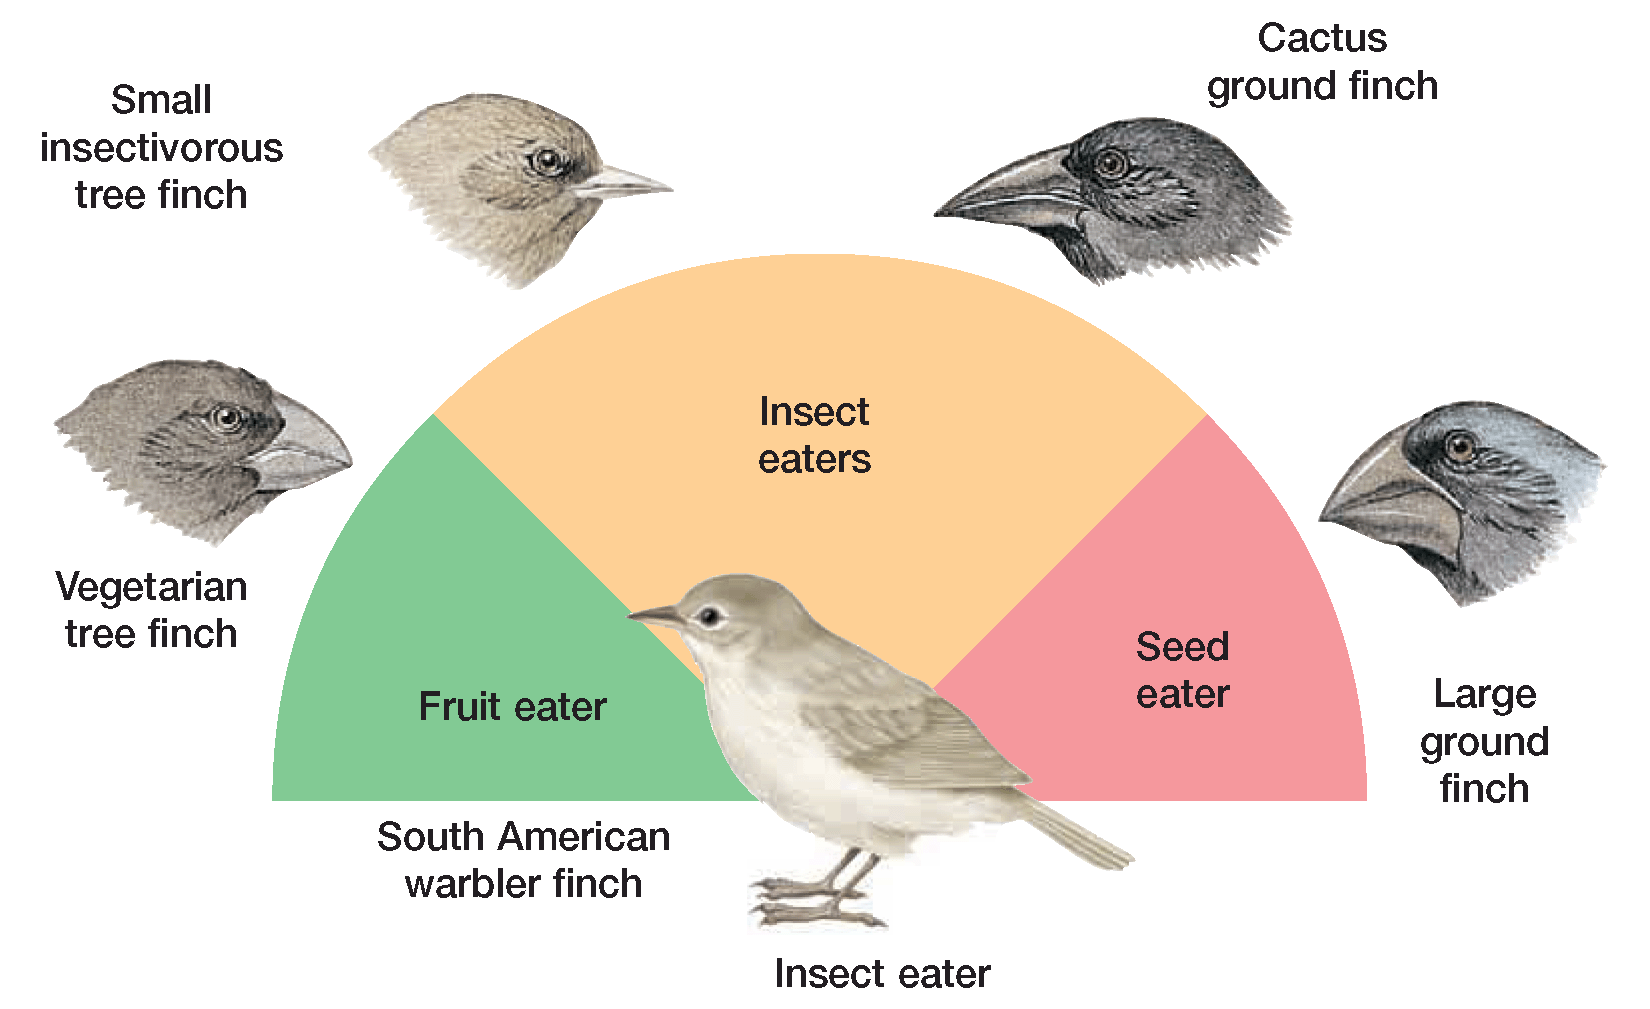 Cactus
ground finch
Small
insectivorous
tree finch
Insect
eaters
Vegetarian
tree finch
Seed
eater
Fruit eater
Large
ground
finch
South American
warbler finch
Insect eater